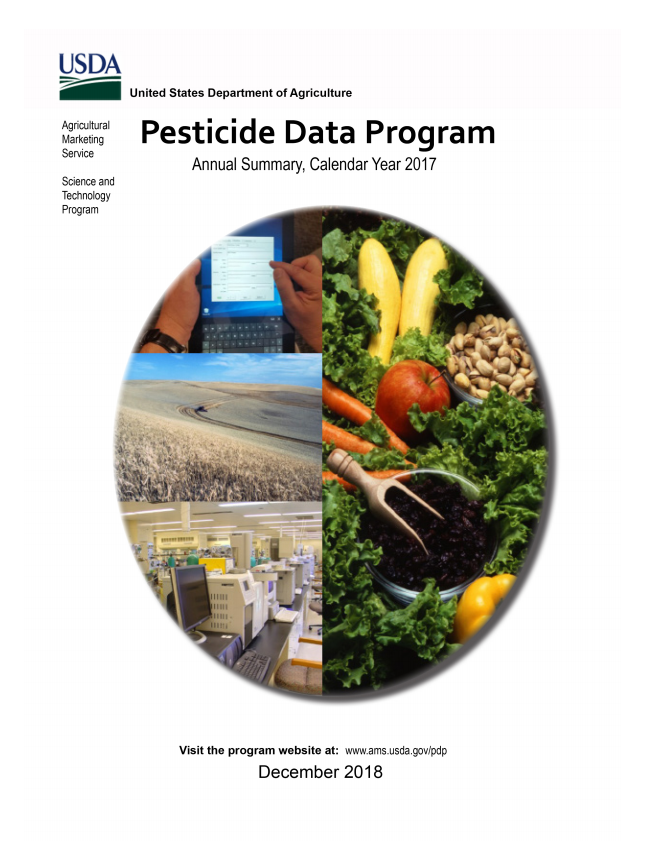 USDA
United States Department of Agriculture
Agricultural
Marketing
Service
Science and
Technology
Program
Pesticide Data Program
Annual Summary, Calendar Year 2017
Visit the program website at: www.ams.usda.gov/pdp
December 2018